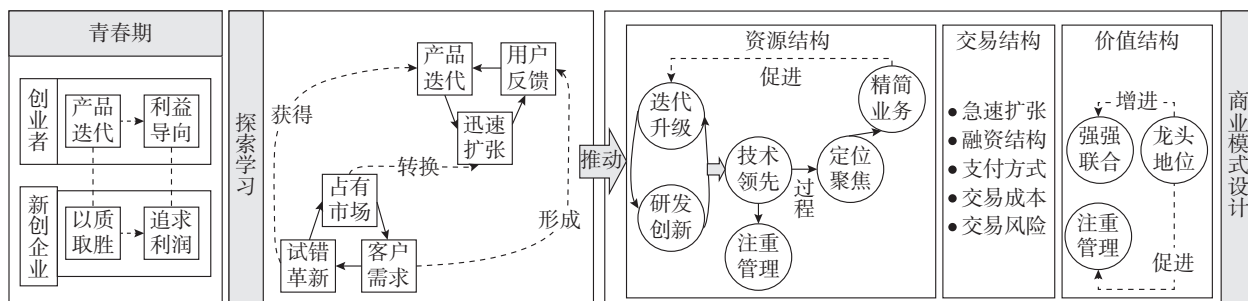 青春期
创业者
产品
迭代
利益
导向
新创企业
以质
取胜
追求
利润
探索学习
获得
产品
迭代
用户
反馈
迅速
扩张
转换
占有
市场
试错
革新
客户
需求
形成
推动
资源结构
促进
迭代
升级
精简
业务
技术
领先
过程
定位
聚焦
研发
创新
注重
管理
交易结构
●急速扩张
●融资结构
●支付方式
●交易成本
●交易风险
价值结构
增进
强强
联合
龙头
地位
注重
管理
促进
商业模式设计